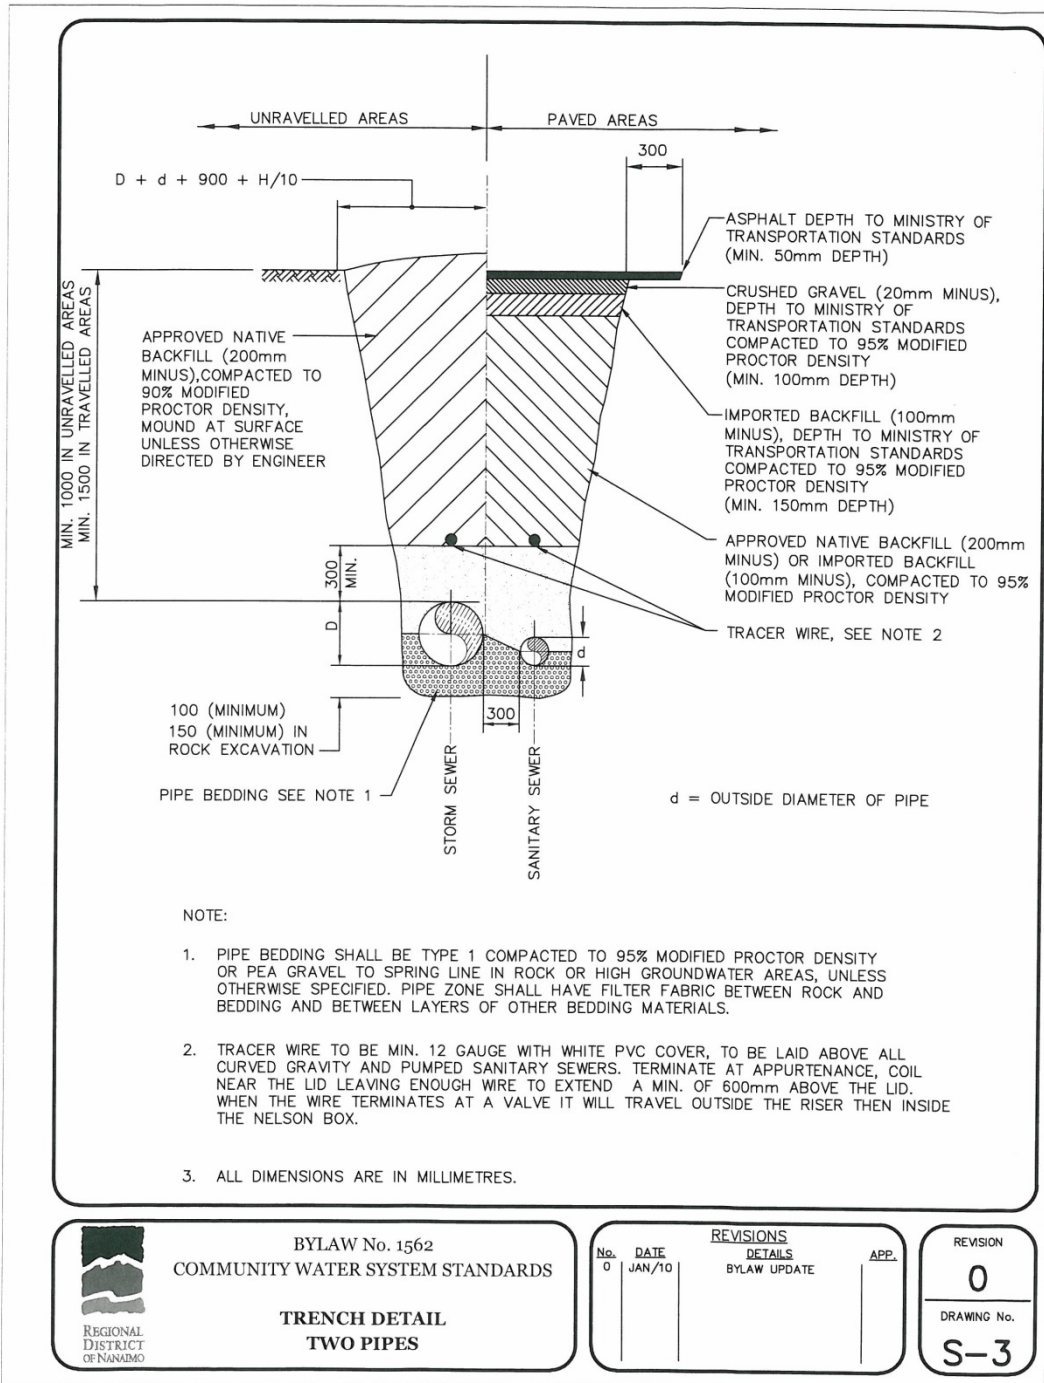 UNRAVELLED AREAS
PAVED AREAS
300
D + d + 900 + H/10
ASPHALT DEPTH TO MINISTRY OF
TRANSPORTATION STANDARDS
(MIN. 50mm DEPTH)
CRUSHED GRAVEL (20mm MINUS),
DEPTH TO MINISTRY OF
TRANSPORTATION STANDARDS
COMPACTED TO 95% MODIFIED
PROCTOR DENSITY
(MIN. 100mm DEPTH)
MIN. 1000 IN UNRAVELLED AREAS
MIN. 1500 IN TRAVELLED AREAS
APPROVED NATIVE
BACKFILL (200mm
MINUS),COMPACTED TO
90% MODIFIED
PROCTOR DENSITY,
MOUND AT SURFACE
UNLESS OTHERWISE
DIRECTED BY ENGINEER
IMPORTED BACKFILL (100mm
MINUS), DEPTH TO MINISTRY OF
TRANSPORTATION STANDARDS
COMPACTED TO 95% MODIFIED
PROCTOR DENSITY
(MIN. 150mm DEPTH)
APPROVED NATIVE BACKFILL (200mm
MINUS) OR IMPORTED BACKFILL
(100mm MINUS), COMPACTED TO 95%
MODIFIED PROCTOR DENSITY
300
MIN.
D
TRACER WIRE, SEE NOTE 2
d
100 (MINIMUM)
150 (MINIMUM) IN
ROCK EXCAVATION
300
PIPE BEDDING SEE NOTE 1
STORM SEWER
SANITARY SEWER
d = OUTSIDE DIAMETER OF PIPE
NOTE:
1. PIPE BEDDING SHALL BE TYPE 1 COMPACTED TO 95% MODIFIED PROCTOR DENSITY
OR PEA GRAVEL TO SPRING LINE IN ROCK OR HIGH GROUNDWATER AREAS, UNLESS
OTHERWISE SPECIFIED. PIPE ZONE SHALL HAVE FILTER FABRIC BETWEEN ROCK AND
BEDDING AND BETWEEN LAYERS OF OTHER BEDDING MATERIALS.
2. TRACER WIRE TO BE MIN. 12 GAUGE WITH WHITE PVC COVER, TO BE LAID ABOVE ALL
CURVED GRAVITY AND PUMPED SANITARY SEWERS. TERMINATE AT APPURTENANCE, COIL
NEAR THE LID LEAVING ENOUGH WIRE TO EXTEND A MIN. OF 600mm ABOVE THE LID.
WHEN THE WIRE TERMINATES AT A VALVE IT WILL TRAVEL OUTSIDE THE RISER THEN INSIDE
THE NELSON BOX.
3. ALL DIMENSIONS ARE IN MILLIMETRES.
REGIONAL
DISTRICT
OF NANAIMO
BYLAW No. 1562
COMMUNITY WATER SYSTEM STANDARDS
TRENCH DETAIL
TWO PIPES
REVISIONS
No. DATE DETAILS APP.
0 JAN/10 BYLAW UPDATE
REVISION
0
DRAWING No.
S-3